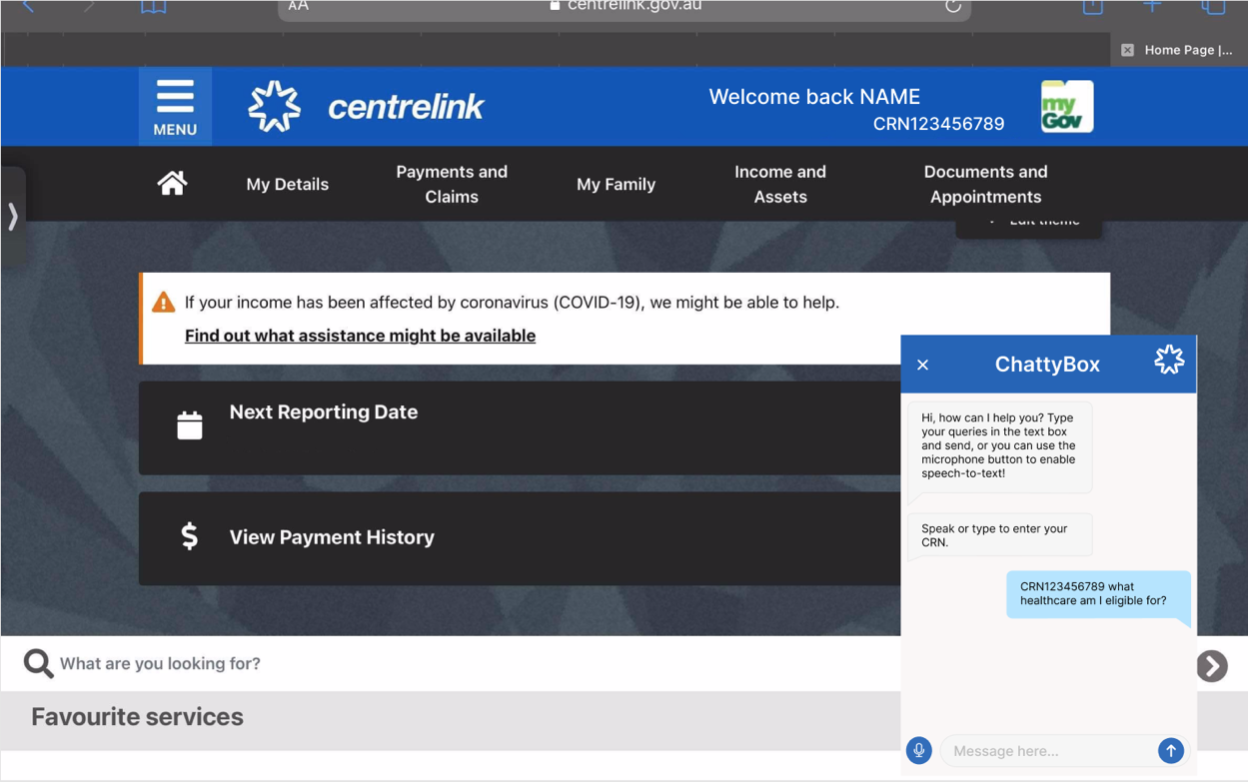 AA
centrelink.gov.au
Home Page |...
MENU
centrelink
Welcome back NAME
CRN123456789
my
Gov
My Details
Payments and
Claims
My Family
Income and
Assets
Documents and
Appointments
Edit theme
If your income has been affected by coronavirus (COVID-19), we might be able to help.
Find out what assistance might be available
Next Reporting Date
$ View Payment History
ChattyBox
Hi, how can I help you? Type
your queries in the text box
and send, or you can use the
microphone button to enable
speech-to-text!
Speak or type to enter your
CRN.
CRN123456789 what
healthcare am I eligible for?
What are you looking for?
Favourite services
Message here...